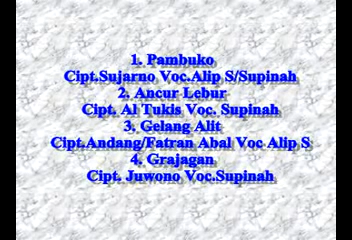 1. Pambuko
Cipt.Sujarno Voc.Alip S/Supinah
2. Ancur Lebur
Cipt. Al Tukis Voc. Supinah
3. Gelang Alit
Cipt.Andang/Fatran Abal Voc Alip S
4. Grajagan
Cipt. Juwono Voc.Supinah